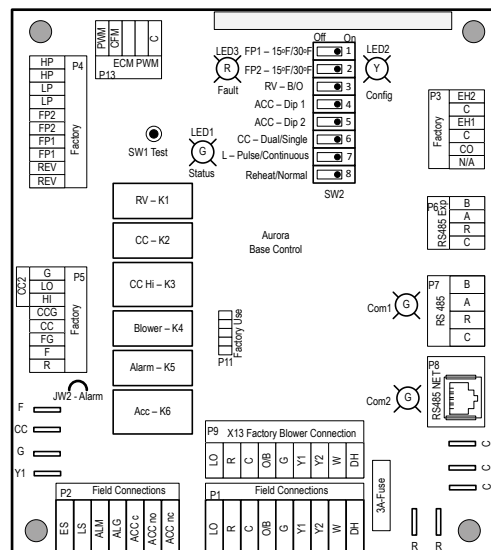 PWM
CFM
C
ECM PWM
P13
Off On
LED3
R
Fault
FP1 – 15ºF/30ºF 1
FP2 – 15ºF/30ºF 2
RV – B/O 3
ACC – Dip 1 4
ACC – Dip 2 5
CC – Dual/Single 6
L – Pulse/Continuous 7
Reheat/Normal 8
SW2
LED2
Y
Config
P4
HP
HP
LP
LP
FP2
FP2
FP1
FP1
REV
REV
Factory
SW1 Test
LED1
G
Status
P3
EH2
C
EH1
C
CO
N/A
Factory
RV – K1
CC – K2
CC Hi – K3
Blower – K4
Alarm – K5
Acc – K6
Aurora
Base Control
P6
RS485 Exp
B
A
R
C
P7
RS 485
B
A
R
C
Com1
G
P8
RS485 NET
Com2
G
CC2
P5
G
LO
HI
CCG
CC
FG
F
R
Factory
P11
Factory Use
JW2 - Alarm
F
CC
G
Y1
P9 X13 Factory Blower Connection
LO
R
C
O/B
G
Y1
Y2
W
DH
3A-Fuse
C
C
C
R
R
P2 Field Connections
ES
LS
ALM
ALG
ACC c
ACC no
ACC nc
P1 Field Connections
LO
R
C
O/B
G
Y1
Y2
W
DH